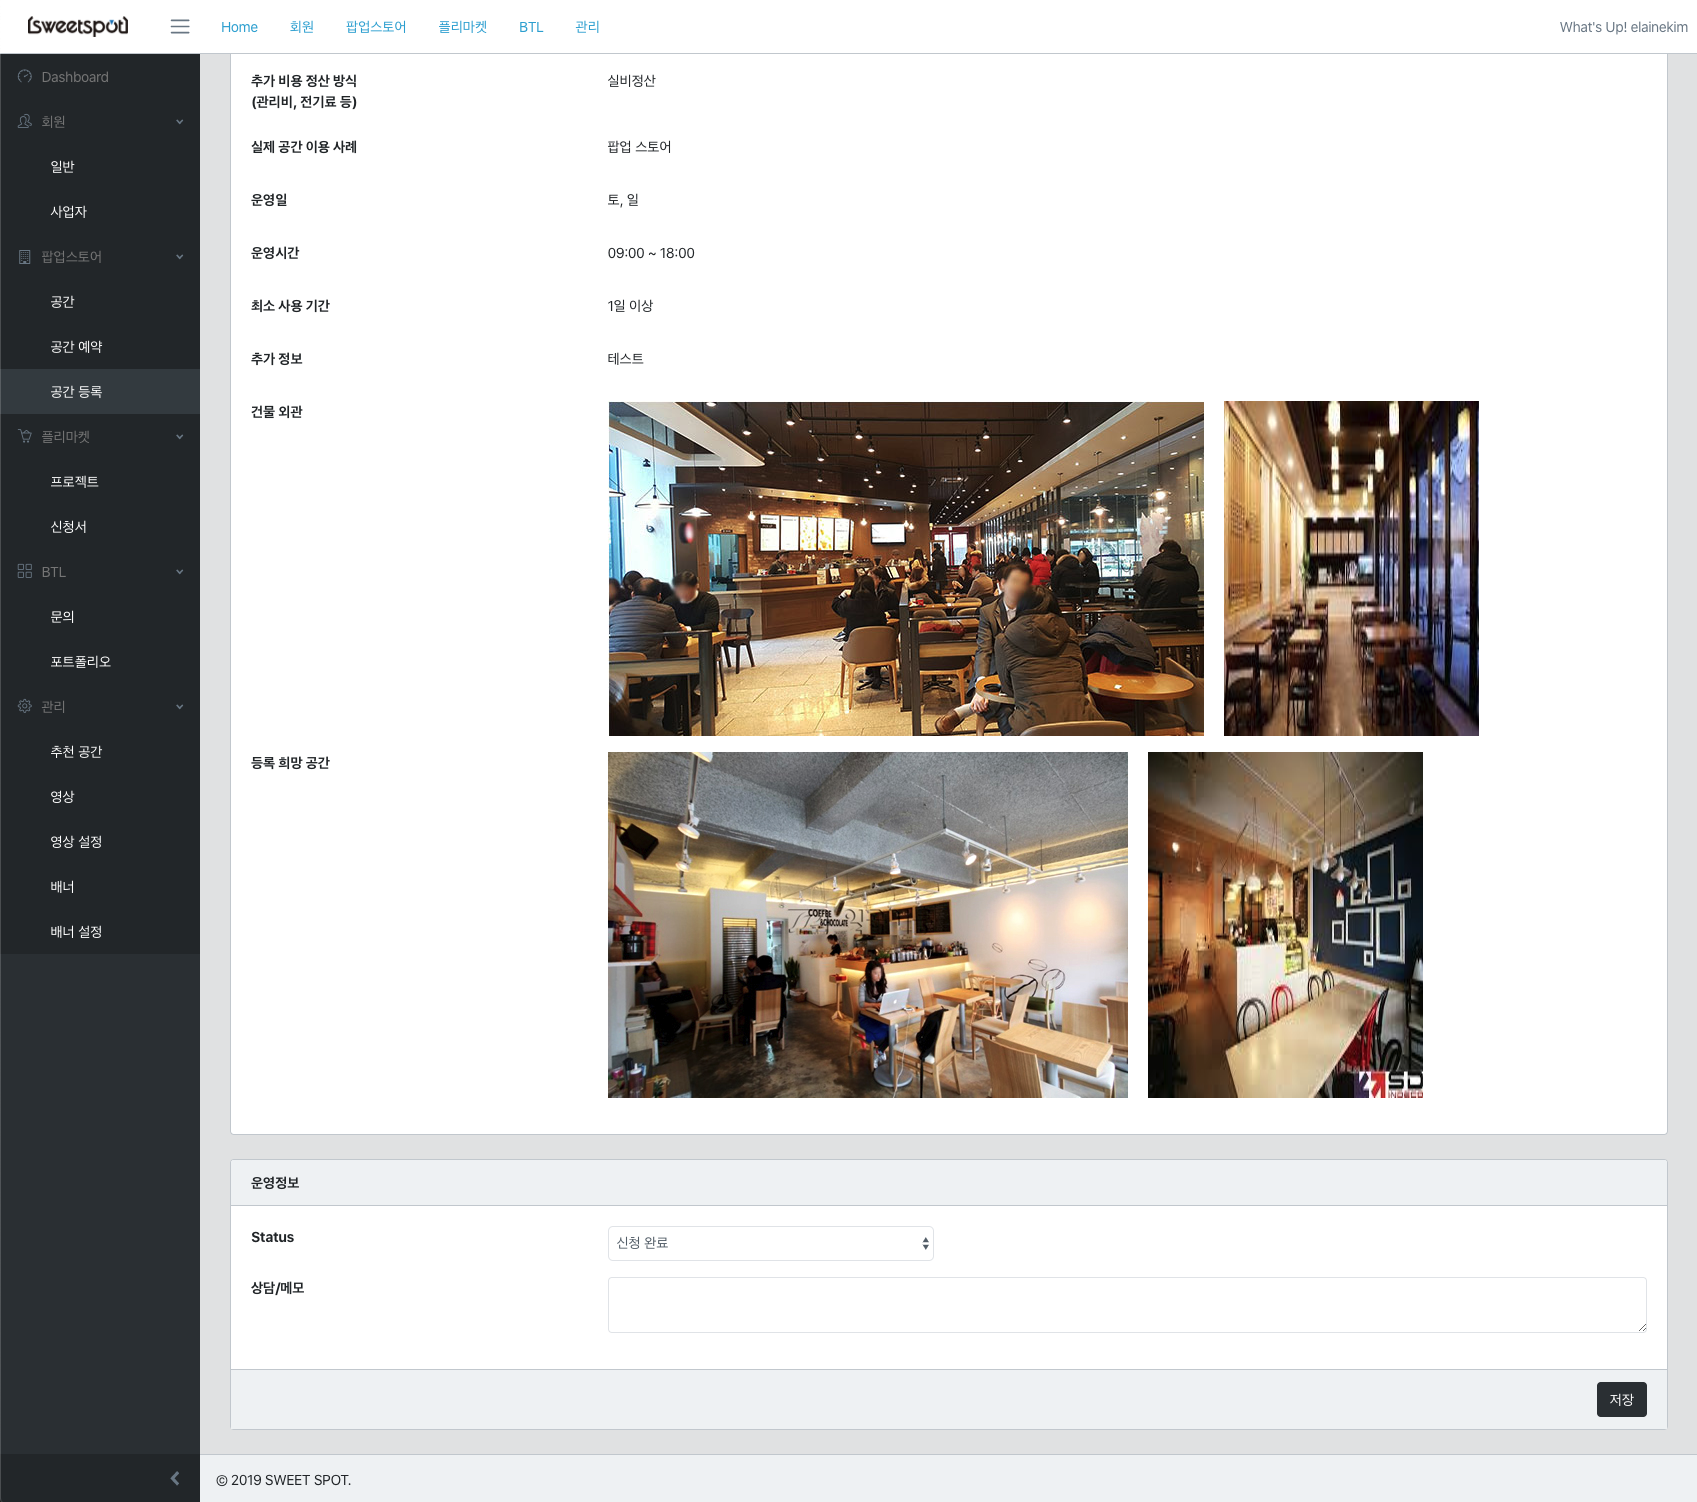 [sweetspot]
Home 회원 팝업스토어 플리마켓 BTL 관리 What's Up! elainekim
Dashboard
회원
일반
사업자
팝업스토어
공간
공간 예약
공간 등록
플리마켓
프로젝트
신청서
BTL
문의
포트폴리오
관리
추천 공간
영상
영상 설정
배너
배너 설정
추가 비용 정산 방식
(관리비, 전기료 등)
실비정산
실제 공간 이용 사례
팝업 스토어
운영일
토, 일
운영시간
09:00 ~ 18:00
최소 사용 기간
1일 이상
추가 정보
테스트
건물 외관
등록 희망 공간
COFFEE
&CHOCOLATE
SD
INDECO
운영정보
Status
신청 완료
상담/메모
저장
© 2019 SWEET SPOT.